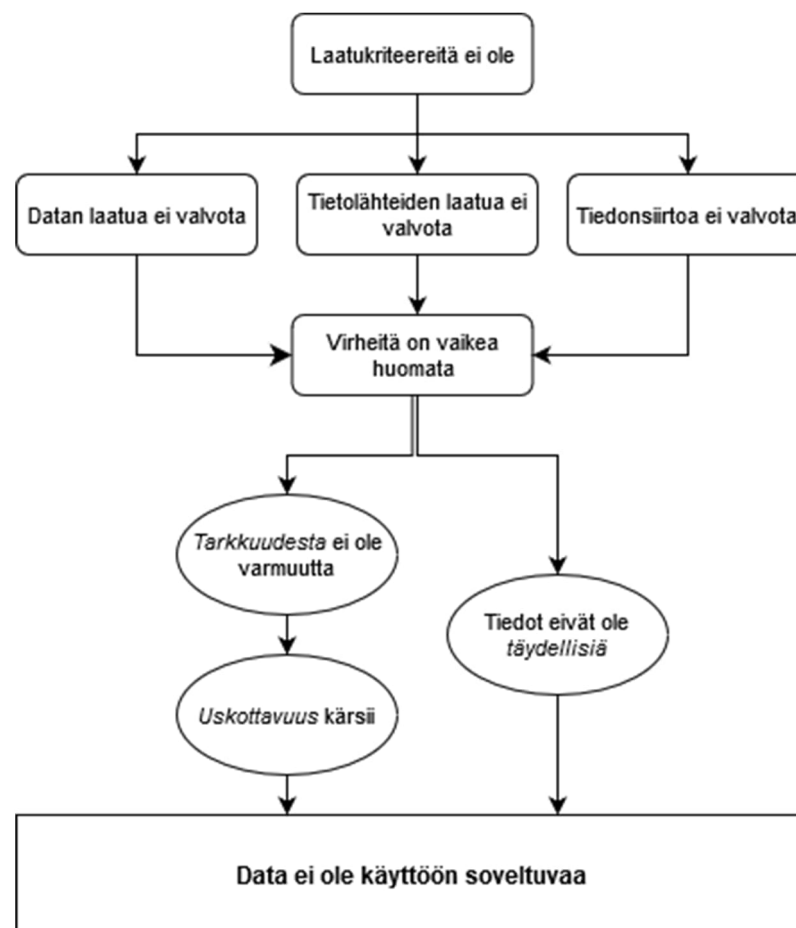 Laatukriteereitä ei ole
Datan laatua ei valvota
Tietolähteiden laatua ei
valvota
Tiedonsiirtoa ei valvota
Virheitä on vaikea
huomata
Tarkkuudesta ei ole
varmuutta
Tiedot eivät ole
täydellisiä
Uskottavuus kärsii
Data ei ole käyttöön soveltuvaa